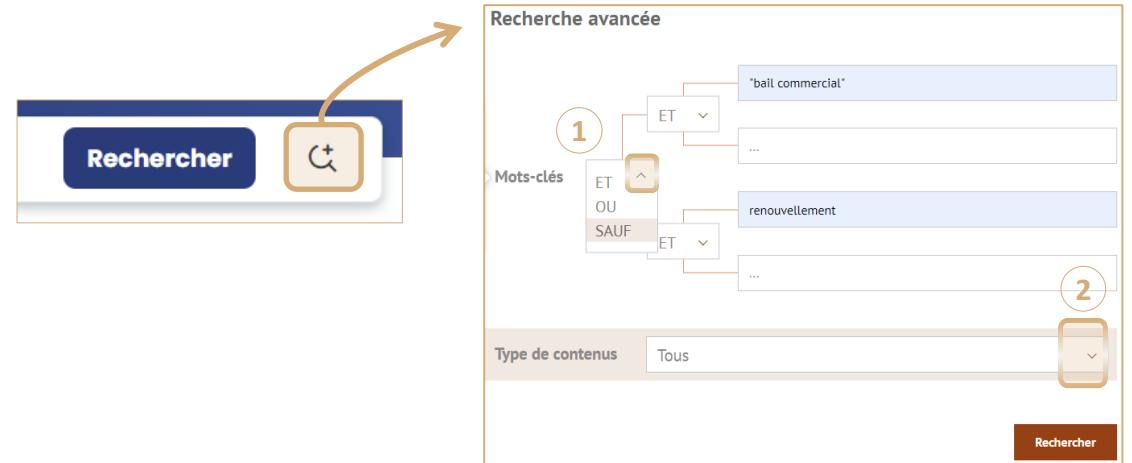 Recherche avancée
Rechercher
1
Mots-clés
ET
OU
SAUF
ET
"bail commercial"
...
ET
renouvellement
...
2
Type de contenus
Tous
Rechercher